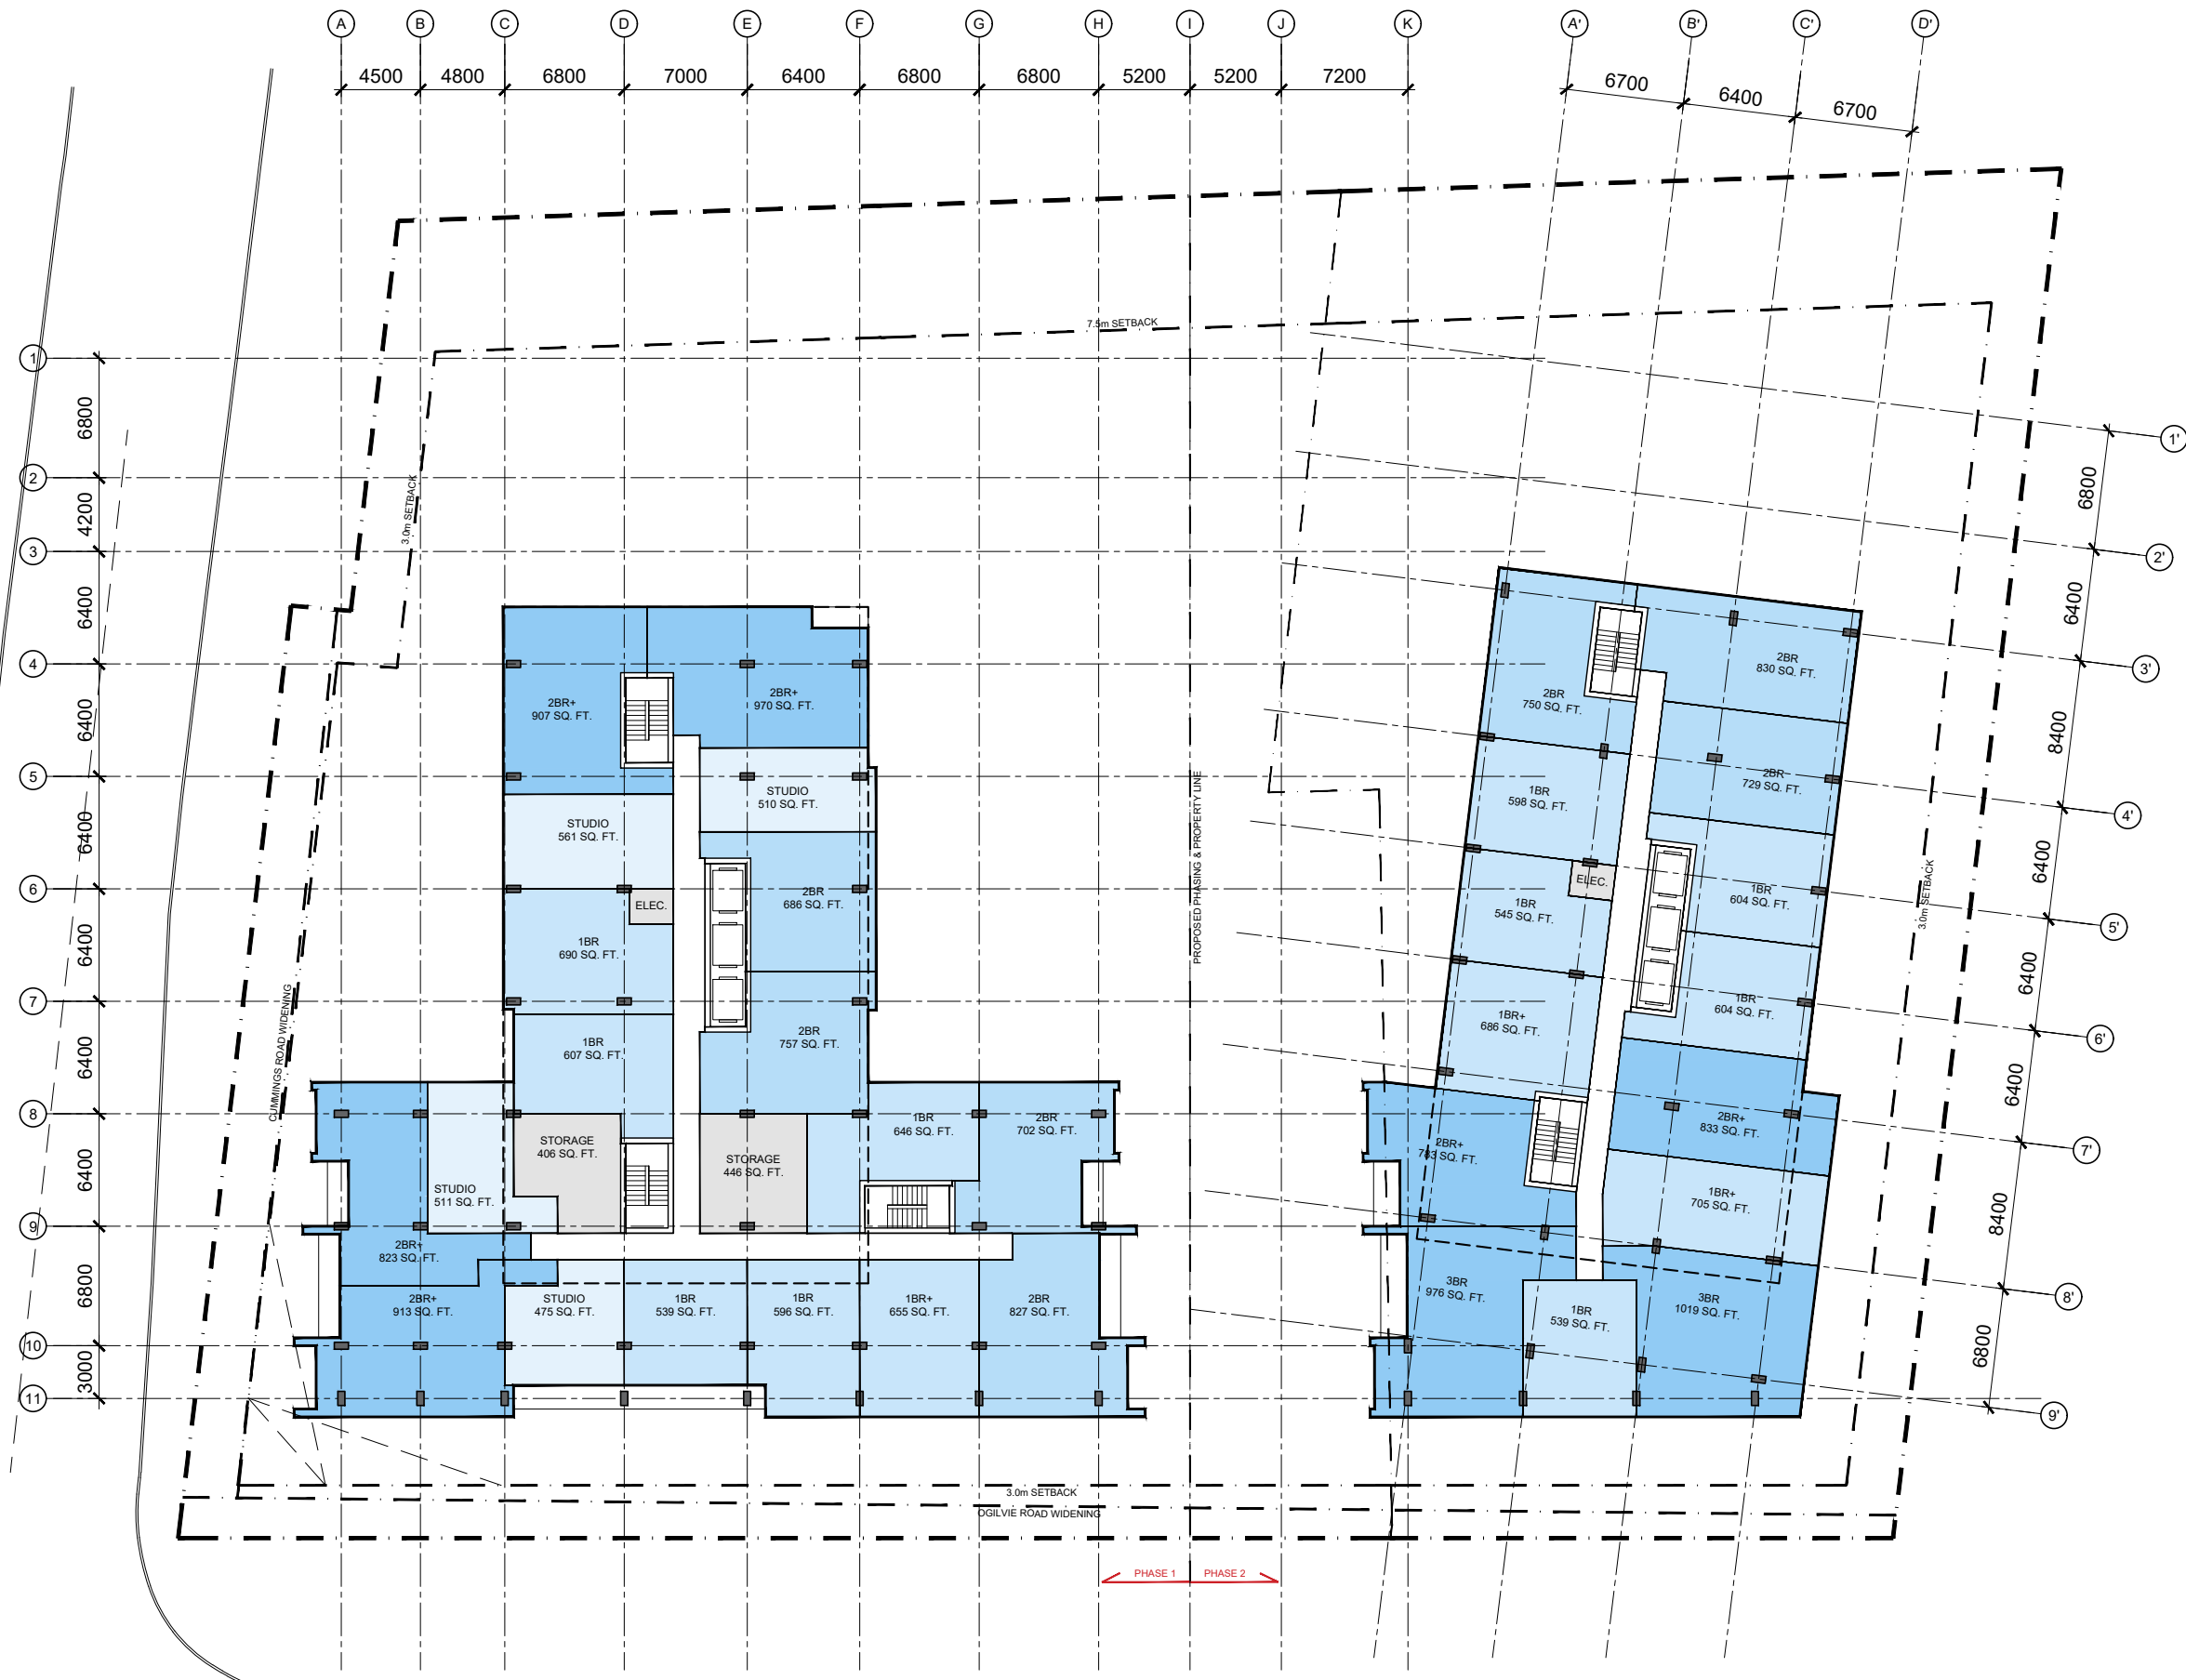 A B C D E F G H I J K A' B' C' D'
4500 4800 6800 7000 6400 6800 6800 5200 5200 7200
6700 6400 6700
7.5m SETBACK
3.0m SETBACK
3.0m SETBACK
CUMMINGS ROAD WIDENING
PROPOSED PHASING & PROPERTY LINE
1
6800
2
4200
3
6400
4
6400
5
6400
6
6400
7
6400
8
6400
9
6800
10
3000
11
1'
6800
2'
6400
3'
8400
4'
6400
5'
6400
6'
6400
7'
8400
8'
6800
9'
2BR+
907 SQ. FT.
2BR+
970 SQ. FT.
STUDIO
510 SQ. FT.
STUDIO
561 SQ. FT.
2BR
686 SQ. FT.
ELEC.
1BR
690 SQ. FT.
2BR
757 SQ. FT.
1BR
607 SQ. FT.
1BR
646 SQ. FT.
2BR
702 SQ. FT.
STORAGE
406 SQ. FT.
STORAGE
446 SQ. FT.
STUDIO
511 SQ. FT.
2BR+
823 SQ. FT.
2BR+
913 SQ. FT.
STUDIO
475 SQ. FT.
1BR
539 SQ. FT.
1BR
596 SQ. FT.
1BR+
655 SQ. FT.
2BR
827 SQ. FT.
2BR
830 SQ. FT.
2BR
750 SQ. FT.
2BR
729 SQ. FT.
1BR
598 SQ. FT.
ELEC.
1BR
604 SQ. FT.
1BR
545 SQ. FT.
1BR
604 SQ. FT.
1BR+
686 SQ. FT.
2BR+
833 SQ. FT.
2BR+
783 SQ. FT.
1BR+
705 SQ. FT.
3BR
976 SQ. FT.
1BR
539 SQ. FT.
3BR
1019 SQ. FT.
3.0m SETBACK
OGILVIE ROAD WIDENING
PHASE 1 PHASE 2